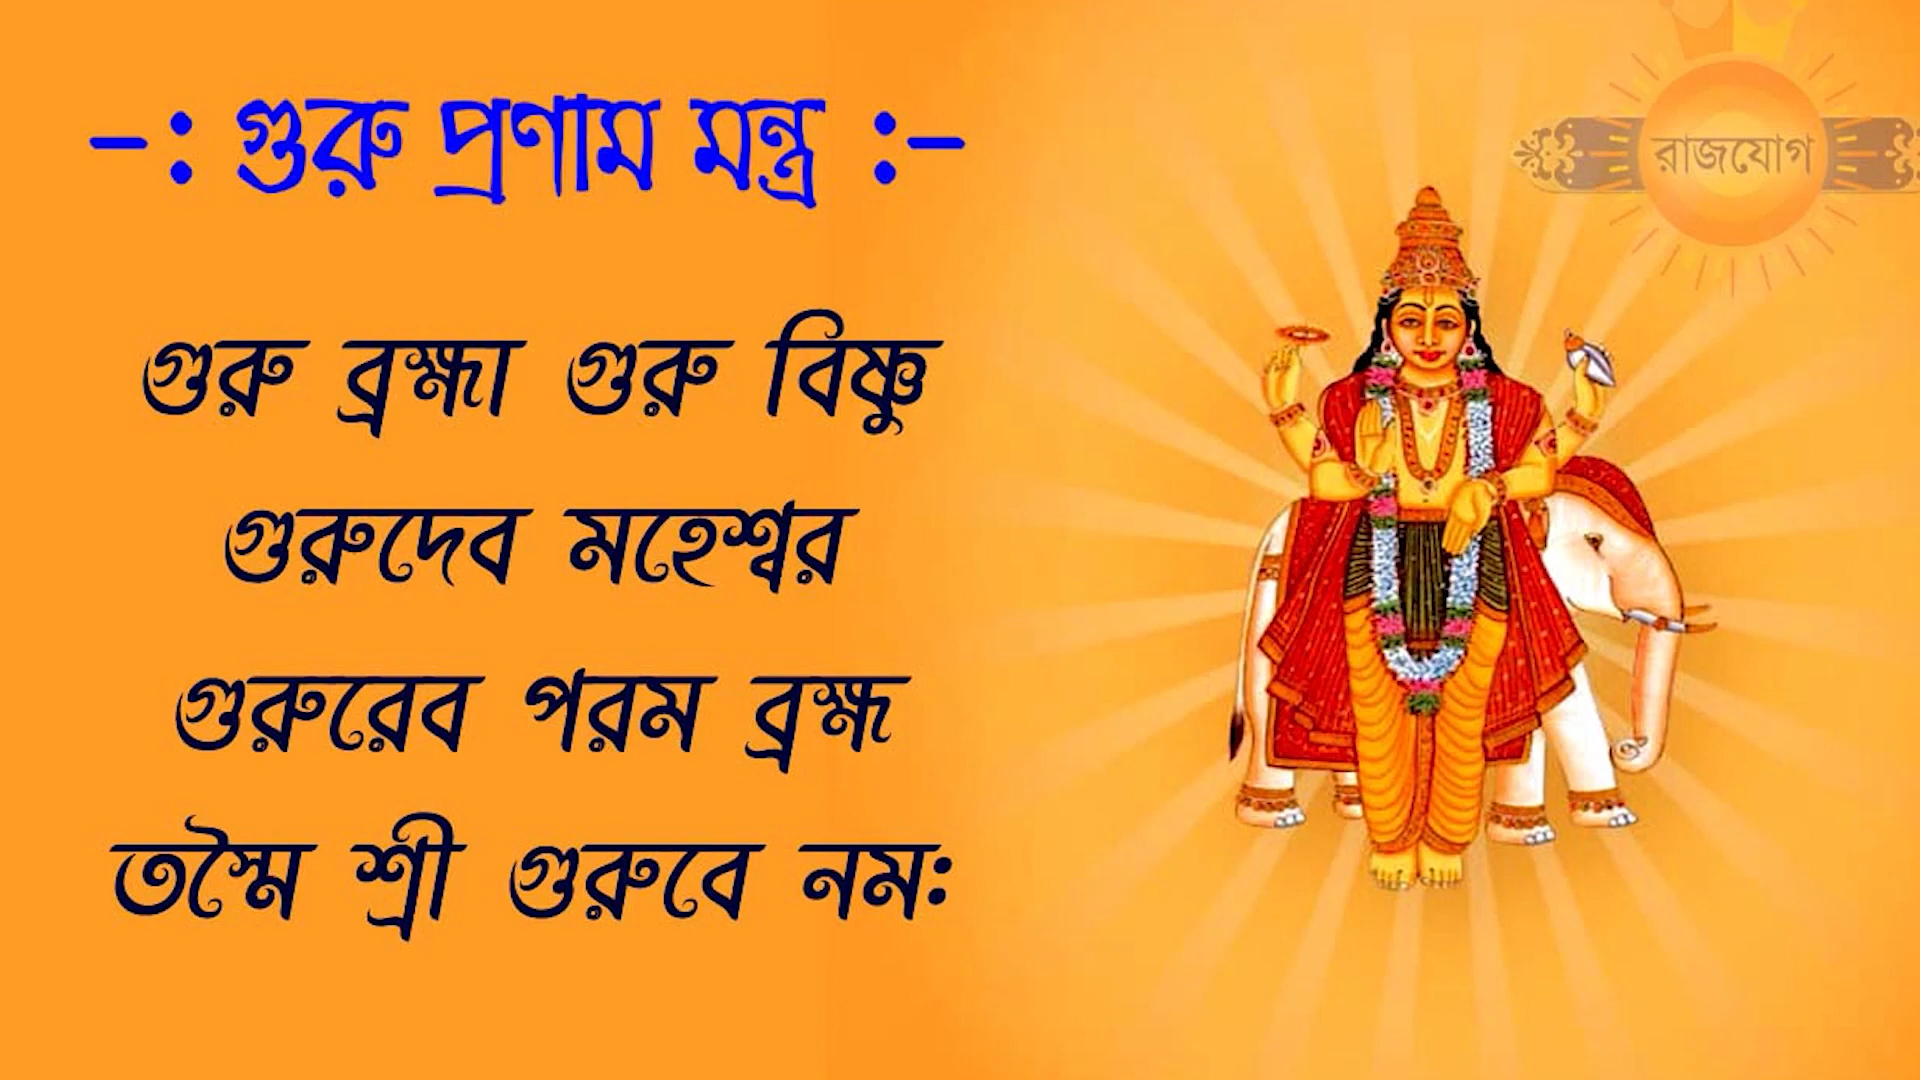 -: গুরু প্রণাম মন্ত্র :-
রাজযোগ
গুরু ব্রহ্মা গুরু বিষ্ণু
গুরুদেব মহেশ্বর
গুরুরেব পরম ব্রহ্ম
তস্মৈ শ্রী গুরুবে নমঃ